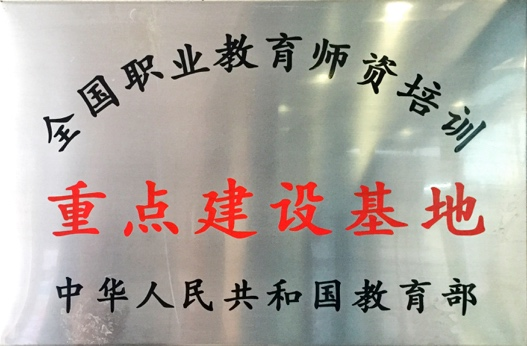 全国职业教育师资培训
重点建设基地
中华人民共和国教育部